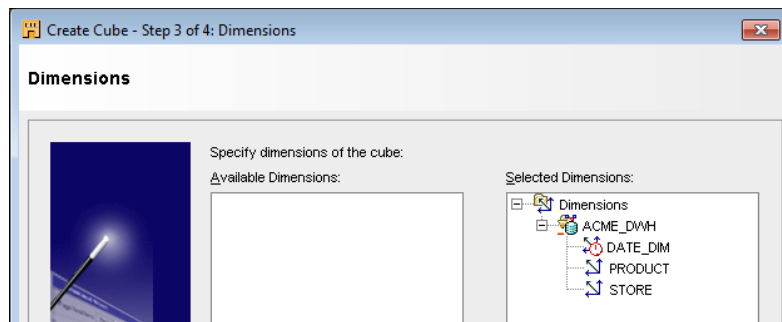 Create Cube - Step 3 of 4: Dimensions
Dimensions
Specify dimensions of the cube:
Available Dimensions:
Selected Dimensions:
Dimensions
ACME_DWH
DATE_DIM
PRODUCT
STORE